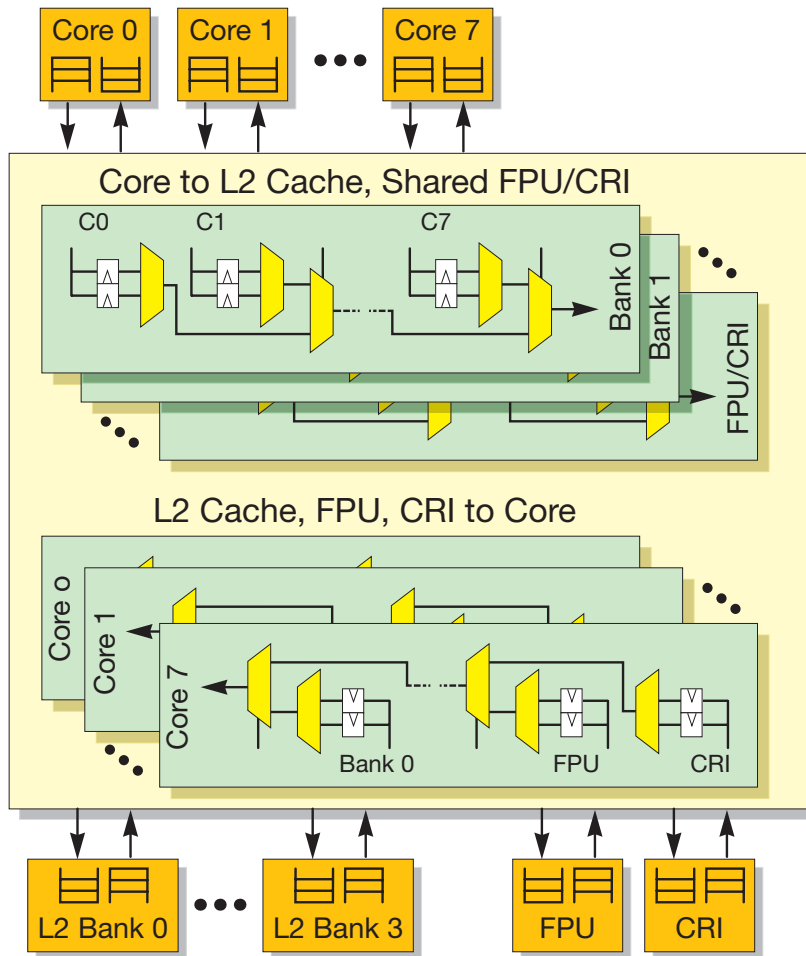 Core 0
Core 1
Core 7
Core to L2 Cache, Shared FPU/CRI
C0
C1
C7
Bank 0
Bank 1
FPU/CRI
L2 Cache, FPU, CRI to Core
Core o
Core 1
Core 7
Bank 0
FPU
CRI
L2 Bank 0
L2 Bank 3
FPU
CRI